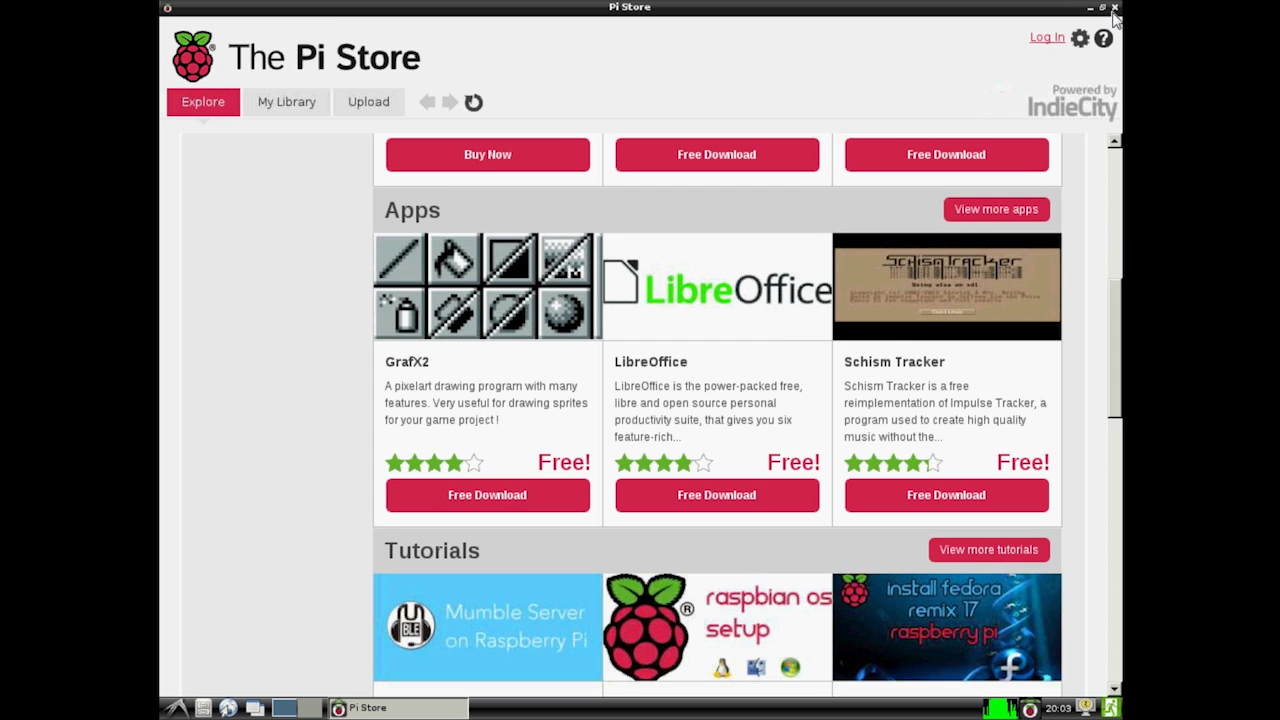 Pi Store
The Pi Store
Log In
Explore
My Library
Upload
Powered by
IndieCity
Buy Now
Free Download
Free Download
Apps
View more apps
LibreOffice
SchismTracker
GrafX2
A pixelart drawing program with many
features. Very useful for drawing sprites
for your game project !
Free!
Free Download
LibreOffice
LibreOffice is the power-packed free,
libre and open source personal
productivity suite, that gives you six
feature-rich...
Free!
Free Download
Schism Tracker
Schism Tracker is a free
reimplementation of Impulse Tracker, a
program used to create high quality
music without the...
Free!
Free Download
Tutorials
View more tutorials
Mumble Server
on Raspberry Pi
raspbian os
setup
install fedora
remix 17
raspberry pi
Pi Store
20:03